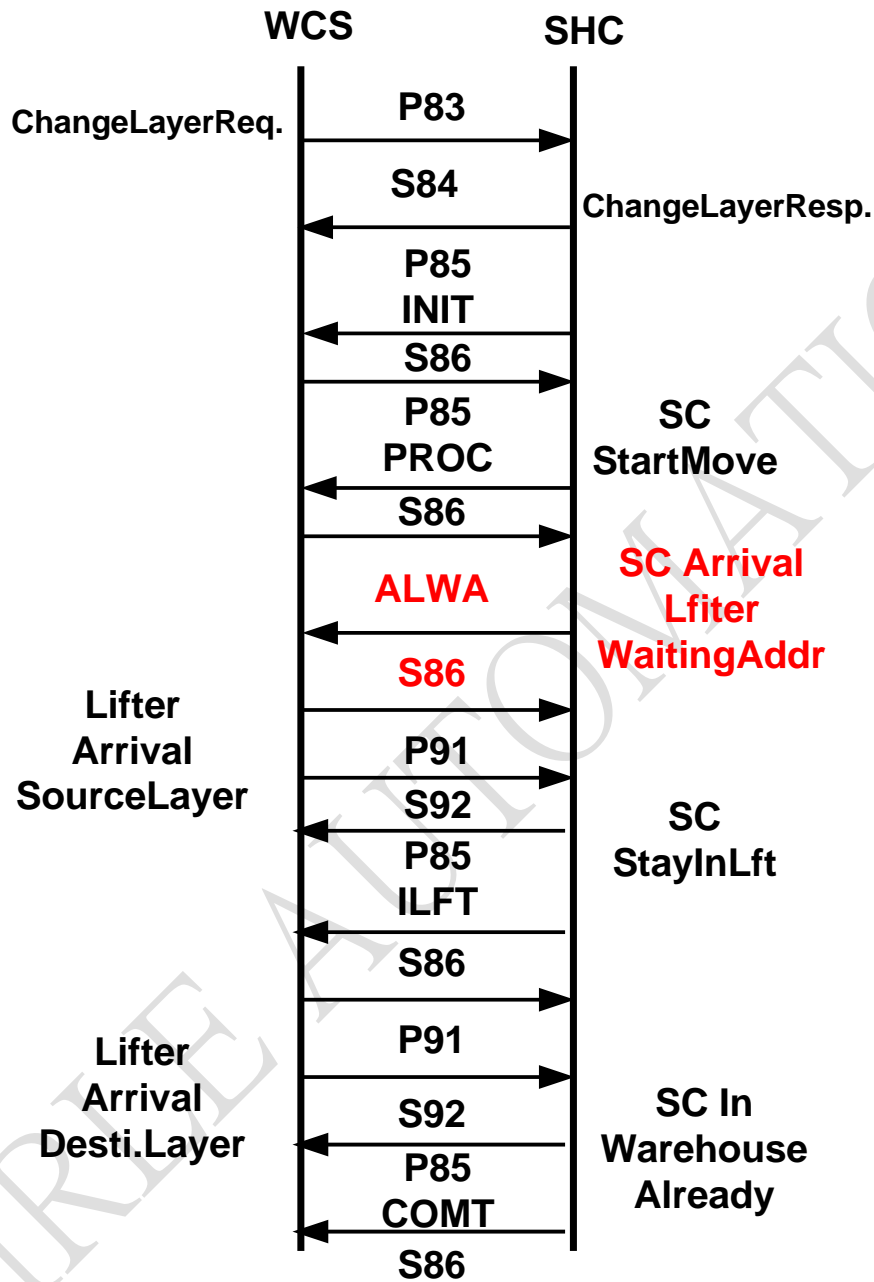 WCS
SHC
ChangeLayerReq.
P83
S84
ChangeLayerResp.
P85
INIT
S86
P85
PROC
SC
StartMove
S86
ALWA
SC Arrival
Lfiter
WaitingAddr
S86
Lifter
Arrival
SourceLayer
P91
S92
SC
StayInLft
P85
ILFT
S86
Lifter
Arrival
Desti.Layer
P91
S92
SC In
Warehouse
Already
P85
COMT
S86
RLE AUTOMATIO